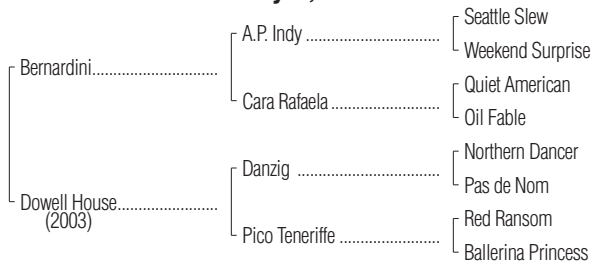 Seattle Slew
A.P. Indy ..............................
Weekend Surprise
Bernardini............................
Quiet American
Cara Rafaela ........................
Oil Fable
Northern Dancer
Danzig ................................
Pas de Nom
Dowell House......................
(2003)
Red Ransom
Pico Teneriffe ......................
Ballerina Princess